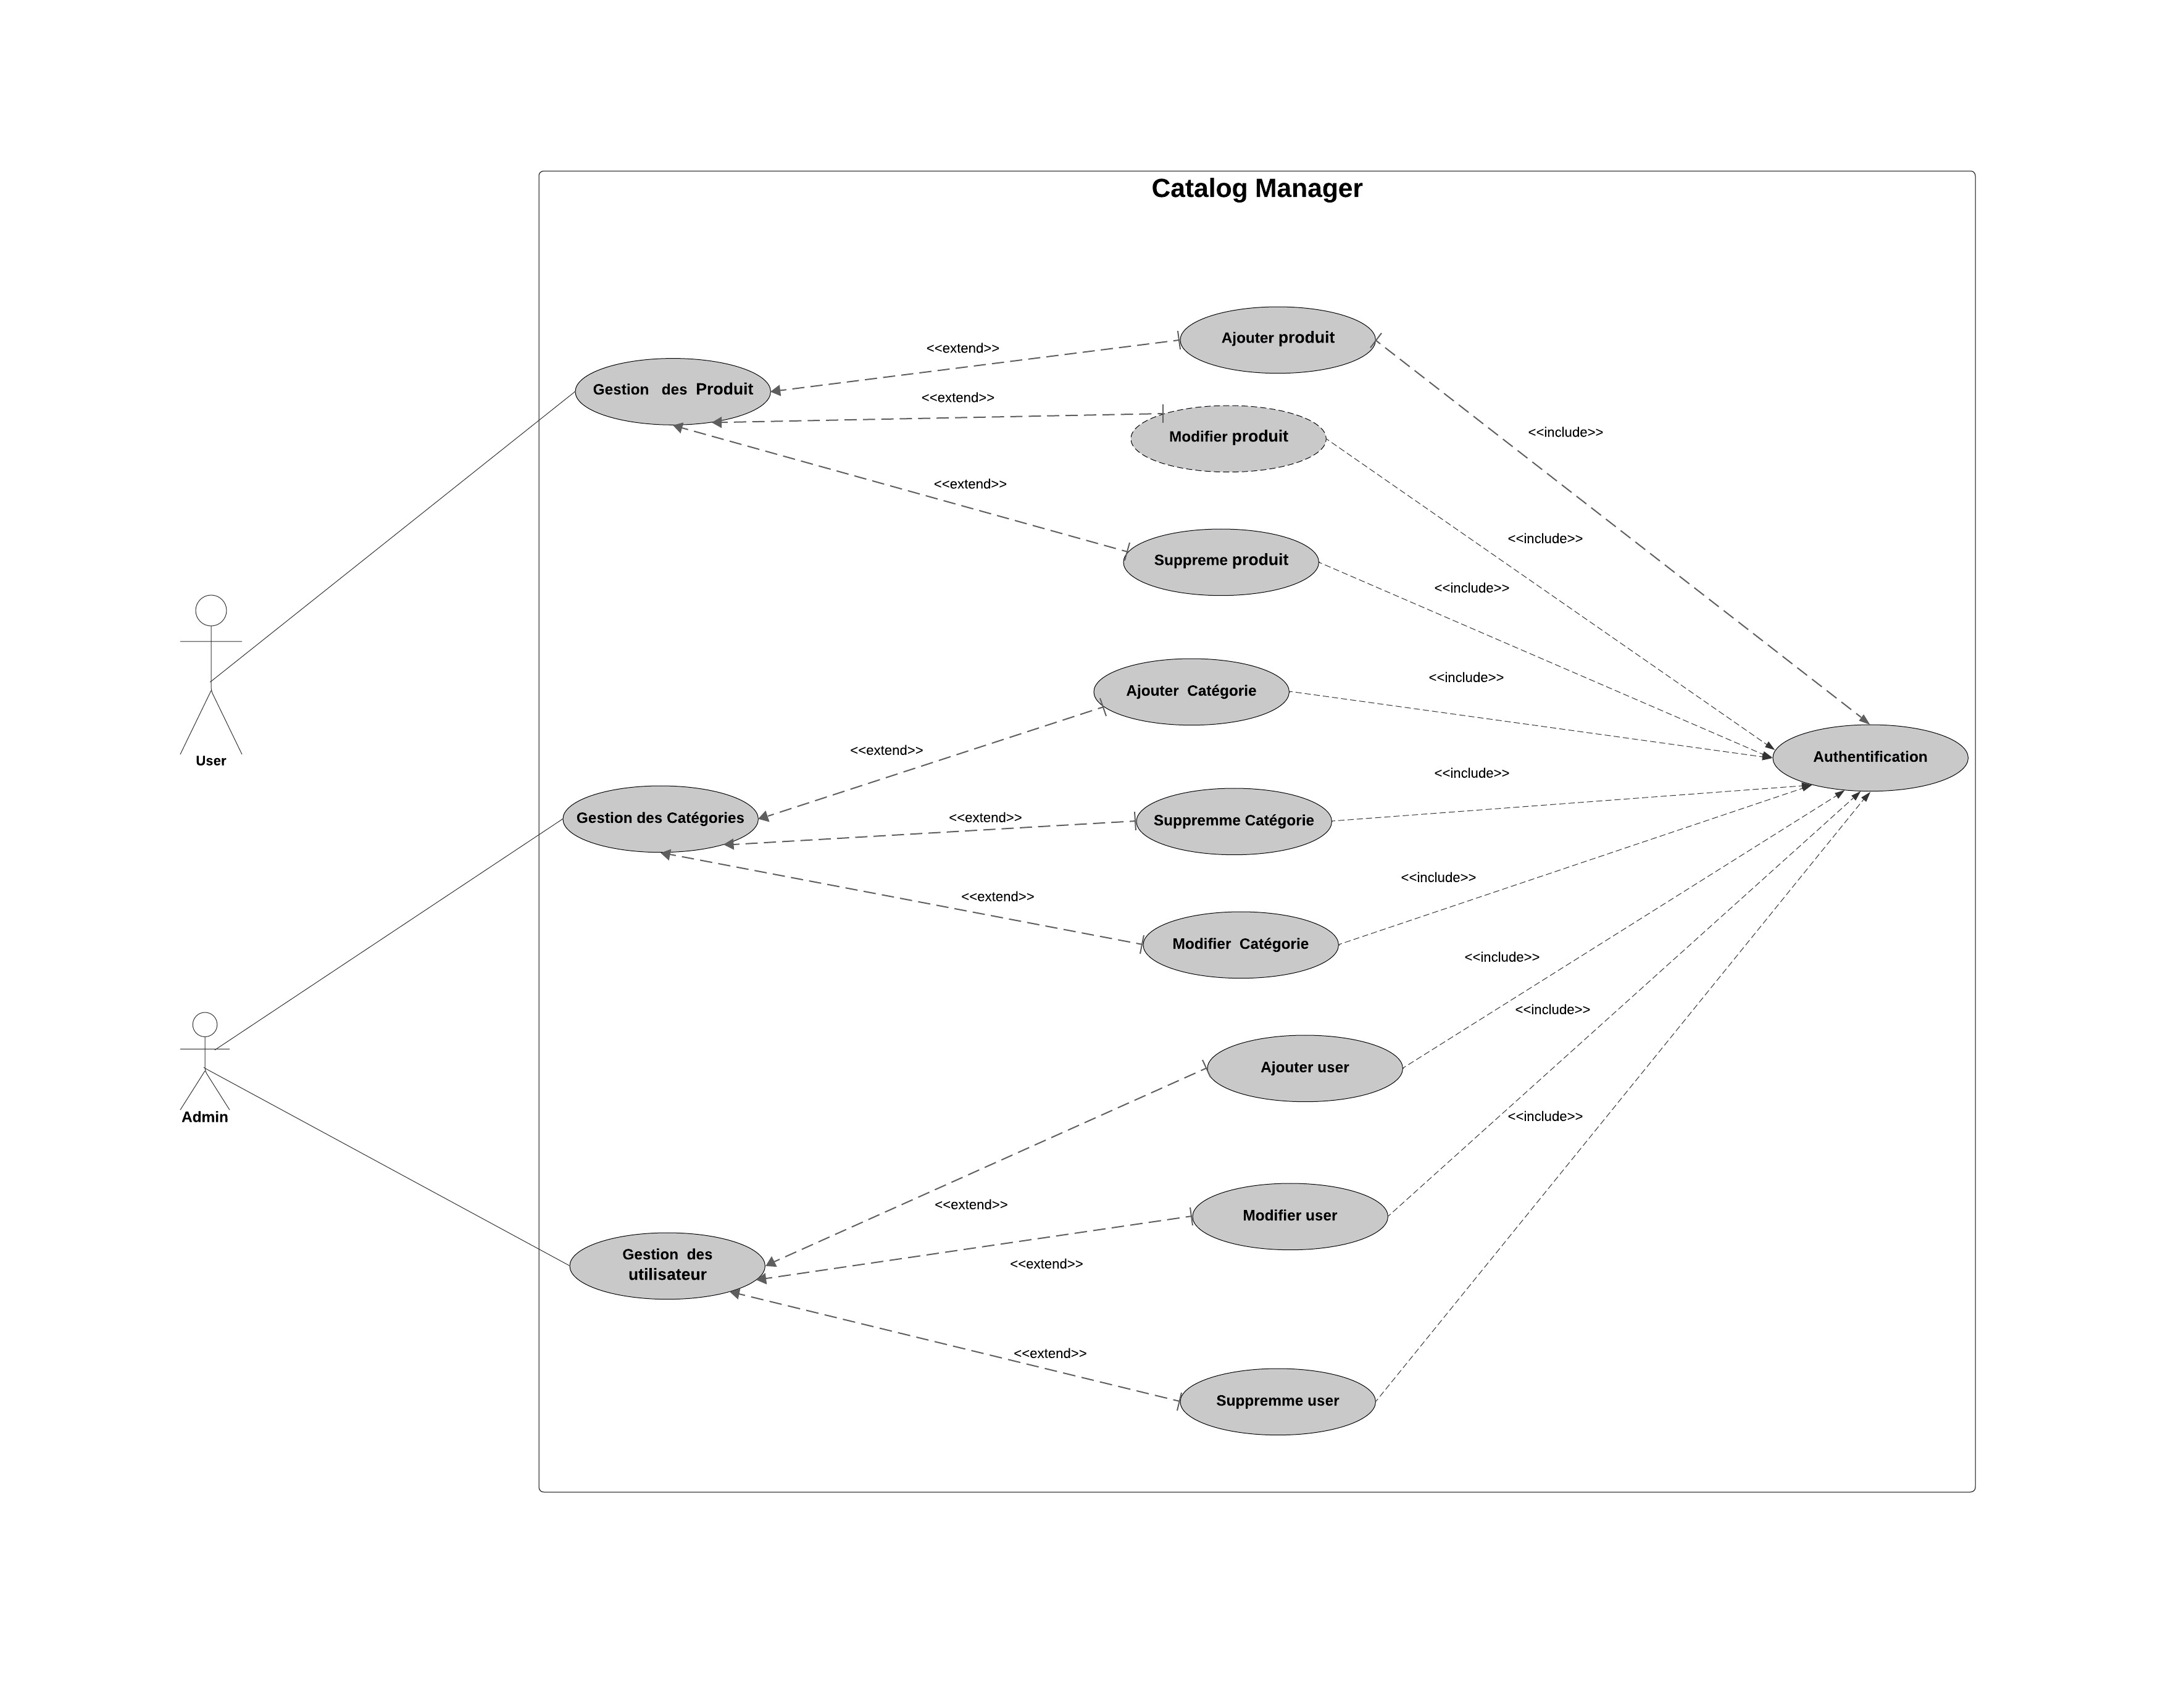 Catalog Manager
Ajouter produit
<<extend>>
Gestion des Produit
<<extend>>
Modifier produit
<<include>>
<<extend>>
<<include>>
Suppreme produit
<<include>>
User
Ajouter Catégorie
<<include>>
<<extend>>
Authentification
<<include>>
Gestion des Catégories
<<extend>>
Suppremme Catégorie
<<include>>
<<extend>>
Modifier Catégorie
<<include>>
<<include>>
Admin
Ajouter user
<<include>>
<<extend>>
Modifier user
Gestion des
utilisateur
<<extend>>
<<extend>>
Suppremme user